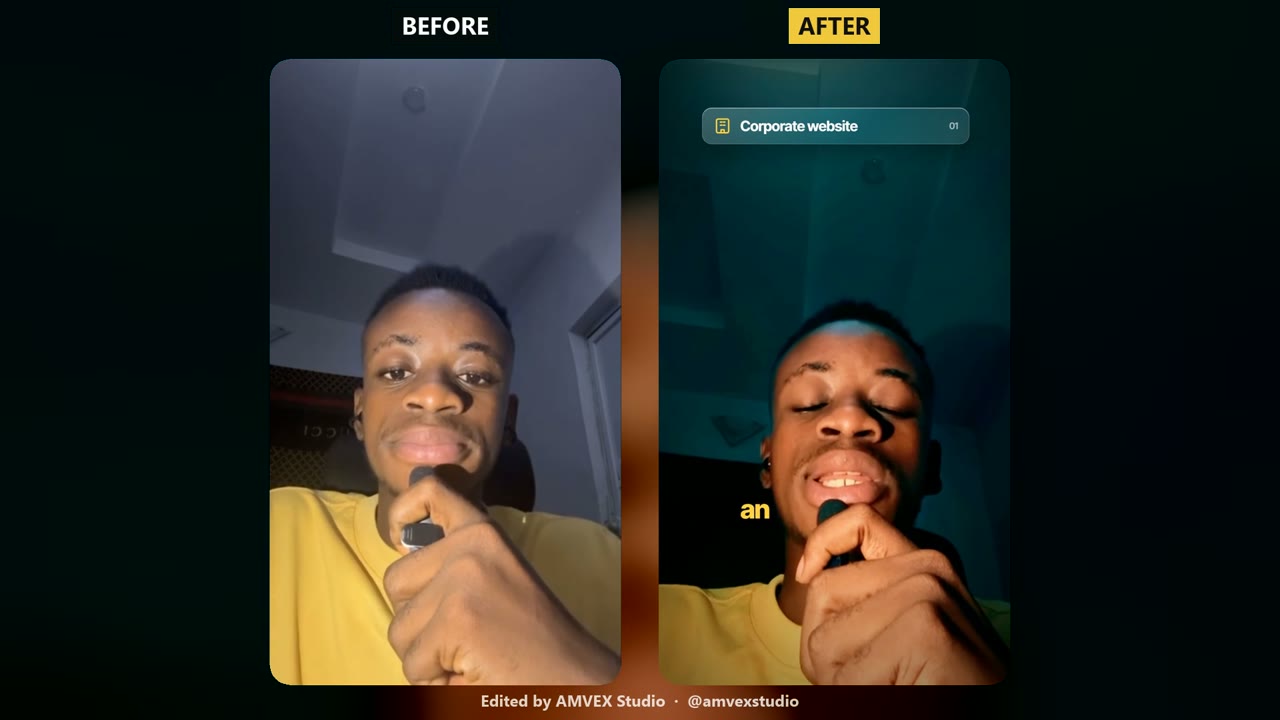 BEFORE
AFTER
Corporate website 01
an
Edited by AMVEX Studio · @amvexstudio